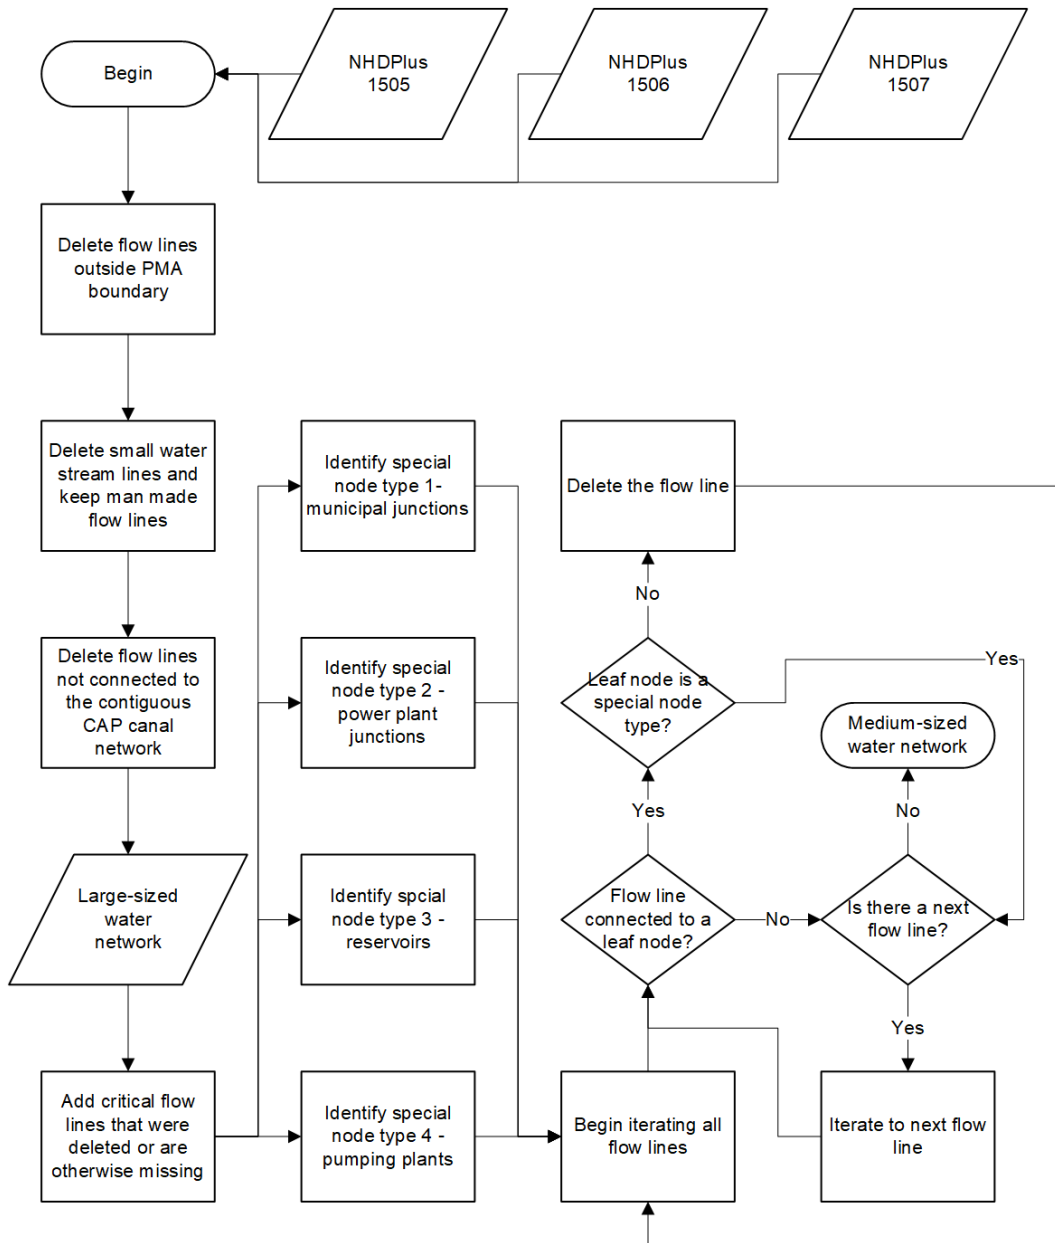 Begin
NHDPlus
1505
NHDPlus
1506
NHDPlus
1507
Delete flow lines
outside PMA
boundary
Delete small water
stream lines and
keep man made
flow lines
Identify special
node type 1-
municipal junctions
Delete the flow line
No
Delete flow lines
not connected to
the contiguous
CAP canal
network
Identify special
node type 2 -
power plant
junctions
Leaf node is a
special node
type?
Yes
Medium-sized
water network
Yes
No
Large-sized
water
network
Identify spcial
node type 3 -
reservoirs
Flow line
connected to a
leaf node?
No
Is there a next
flow line?
Yes
Add critical flow
lines that were
deleted or are
otherwise missing
Identify special
node type 4 -
pumping plants
Begin iterating all
flow lines
Iterate to next flow
line